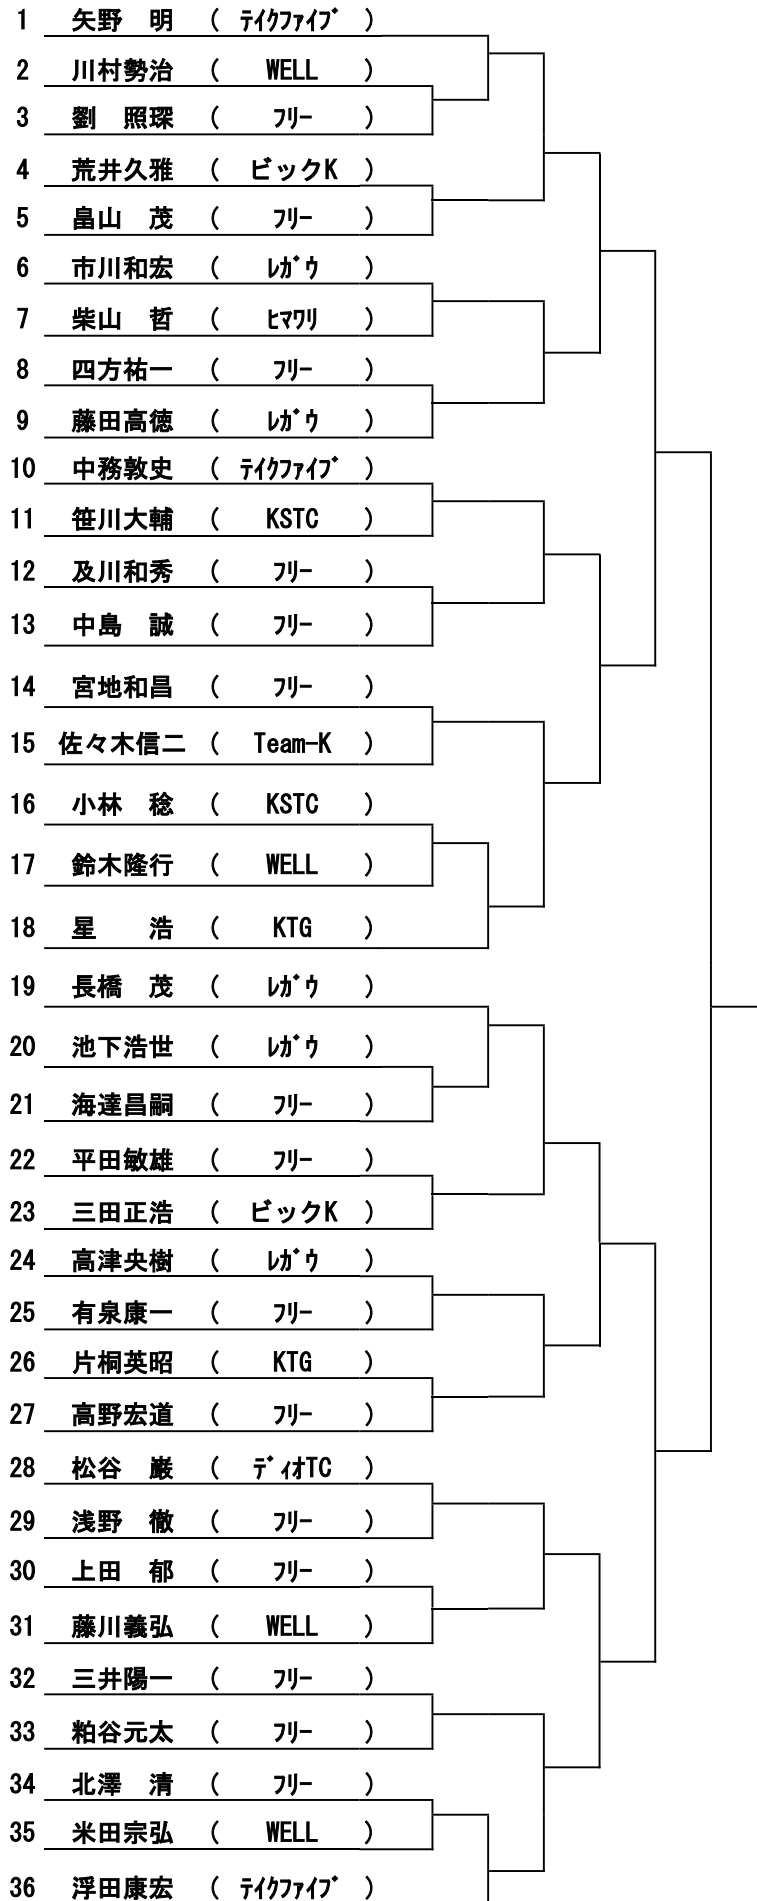 1 矢野　明 ( ﾃｲｸﾌｧｲﾌﾞ )
2 川村勢治 ( WELL )
3 劉　照琛 ( ﾌﾘｰ )
4 荒井久雅 ( ビックK )
5 畠山　茂 ( ﾌﾘｰ )
6 市川和宏 ( ﾚｶﾞｳ )
7 柴山　哲 ( ﾋﾏﾜﾘ )
8 四方祐一 ( ﾌﾘｰ )
9 藤田高徳 ( ﾚｶﾞｳ )
10 中務敦史 ( ﾃｲｸﾌｧｲﾌﾞ )
11 笹川大輔 ( KSTC )
12 及川和秀 ( ﾌﾘｰ )
13 中島　誠 ( ﾌﾘｰ )
14 宮地和昌 ( ﾌﾘｰ )
15 佐々木信二 ( Team-K )
16 小林　稔 ( KSTC )
17 鈴木隆行 ( WELL )
18 星　　浩 ( KTG )
19 長橋　茂 ( ﾚｶﾞｳ )
20 池下浩世 ( ﾚｶﾞｳ )
21 海達昌嗣 ( ﾌﾘｰ )
22 平田敏雄 ( ﾌﾘｰ )
23 三田正浩 ( ビックK )
24 高津央樹 ( ﾚｶﾞｳ )
25 有泉康一 ( ﾌﾘｰ )
26 片桐英昭 ( KTG )
27 高野宏道 ( ﾌﾘｰ )
28 松谷　巌 ( ﾃﾞｨｵTC )
29 浅野　徹 ( ﾌﾘｰ )
30 上田　郁 ( ﾌﾘｰ )
31 藤川義弘 ( WELL )
32 三井陽一 ( ﾌﾘｰ )
33 粕谷元太 ( ﾌﾘｰ )
34 北澤　清 ( ﾌﾘｰ )
35 米田宗弘 ( WELL )
36 浮田康宏 ( ﾃｲｸﾌｧｲﾌﾞ )